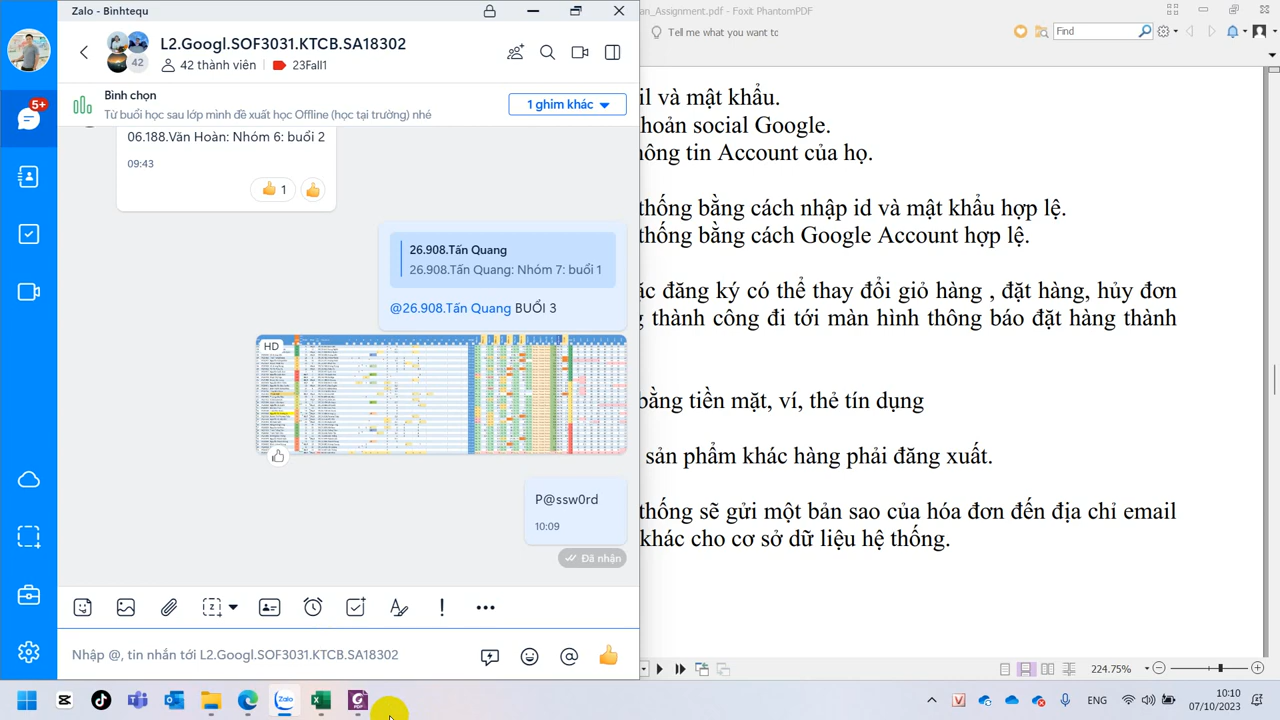 Zalo - Binhtequ
L2.Googl.SOF3031.KTCB.SA18302
42
42 thành viên
23Fall1
5+
Bình chọn
Từ buổi học sau lớp mình đề xuất học Offline (học tại trường) nhé
1 ghim khác
06.188.Văn Hoàn: Nhóm 6: buổi 2
09:43
1
26.908.Tấn Quang
26.908.Tấn Quang: Nhóm 7: buổi 1
@26.908.Tấn Quang BUỔI 3
HD
P@ssw0rd
10:09
Đã nhận
Nhập @, tin nhắn tới L2.Googl.SOF3031.KTCB.SA18302
an_Assignment.pdf - Foxit PhantomPDF
Tell me what you want to
Find
il và mật khẩu.
hoản social Google.
hông tin Account của họ.
thống bằng cách nhập id và mật khẩu hợp lệ.
thống bằng cách Google Account hợp lệ.
ặc đăng ký có thể thay đổi giỏ hàng , đặt hàng, hủy đơn
g thành công đi tới màn hình thông báo đặt hàng thành
bằng tiền mặt, ví, thẻ tín dụng
sản phẩm khác hàng phải đăng xuất.
thống sẽ gửi một bản sao của hóa đơn đến địa chỉ email
khác cho cơ sở dữ liệu hệ thống.
224.75%
Zalo
ENG
10:10
07/10/2023